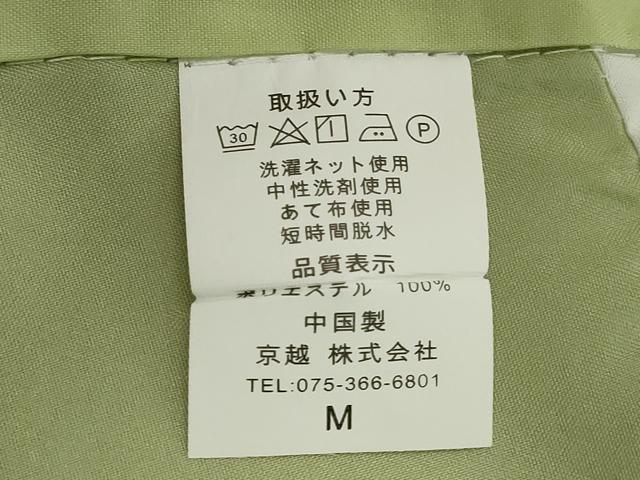 取扱い方
30 P
洗濯ネット使用
中性洗剤使用
あて布使用
短時間脱水
品質表示
ポリエステル 100%
中国製
京越 株式会社
TEL:075-366-6801
M